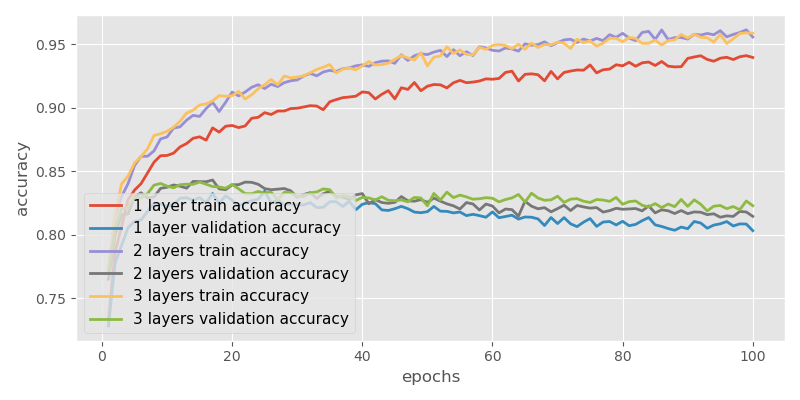 0.95
0.90
0.85
0.80
0.75
accuracy
1 layer train accuracy
1 layer validation accuracy
2 layers train accuracy
2 layers validation accuracy
3 layers train accuracy
3 layers validation accuracy
0 20 40 60 80 100
epochs